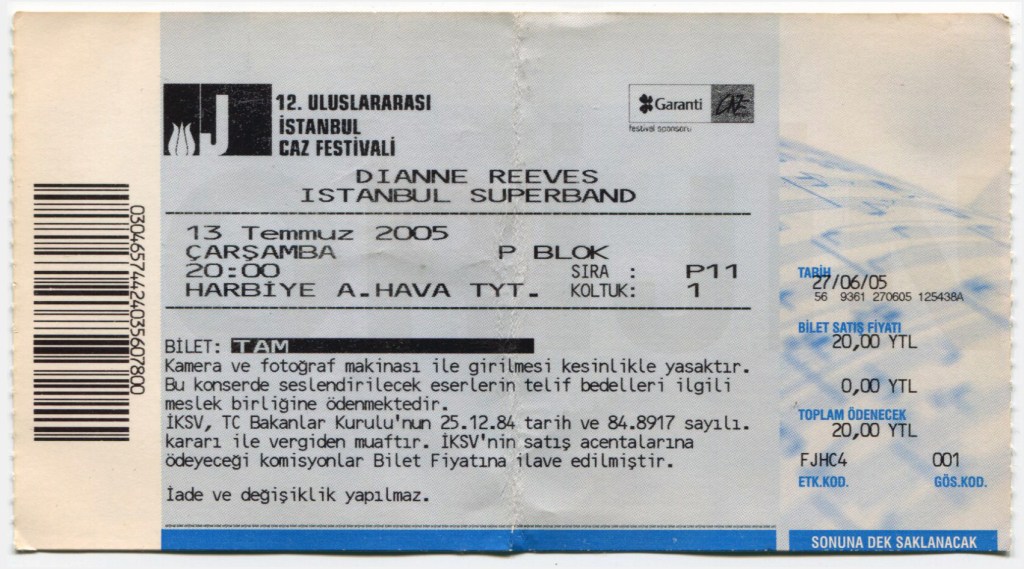 12. ULUSLARARASI
İSTANBUL
CAZ FESTİVALİ
Garanti CAZ
festival sponsoru
DIANNE REEVES
ISTANBUL SUPERBAND
13 Temmuz 2005
ÇARŞAMBA P BLOK
20:00 SIRA : P11
HARBİYE A.HAVA TYT. KOLTUK: 1
BİLET: TAM
Kamera ve fotoğraf makinası ile girilmesi kesinlikle yasaktır.
Bu konserde seslendirilecek eserlerin telif bedelleri ilgili
meslek birliğine ödenmektedir.
İKSV, TC Bakanlar Kurulu'nun 25.12.84 tarih ve 84.8917 sayılı.
kararı ile vergiden muaftır. İKSV'nin satış acentalarına
ödeyeceği komisyonlar Bilet Fiyatına ilave edilmiştir.
İade ve değişiklik yapılmaz.
0304657442403560780​0
TARİH
27/06/05
56 9361 270605 125438A
BİLET SATIŞ FİYATI
20,00 YTL
0,00 YTL
TOPLAM ÖDENECEK
20,00 YTL
FJHC4 001
ETK.KOD. GÖS.KOD.
SONUNA DEK SAKLANACAK